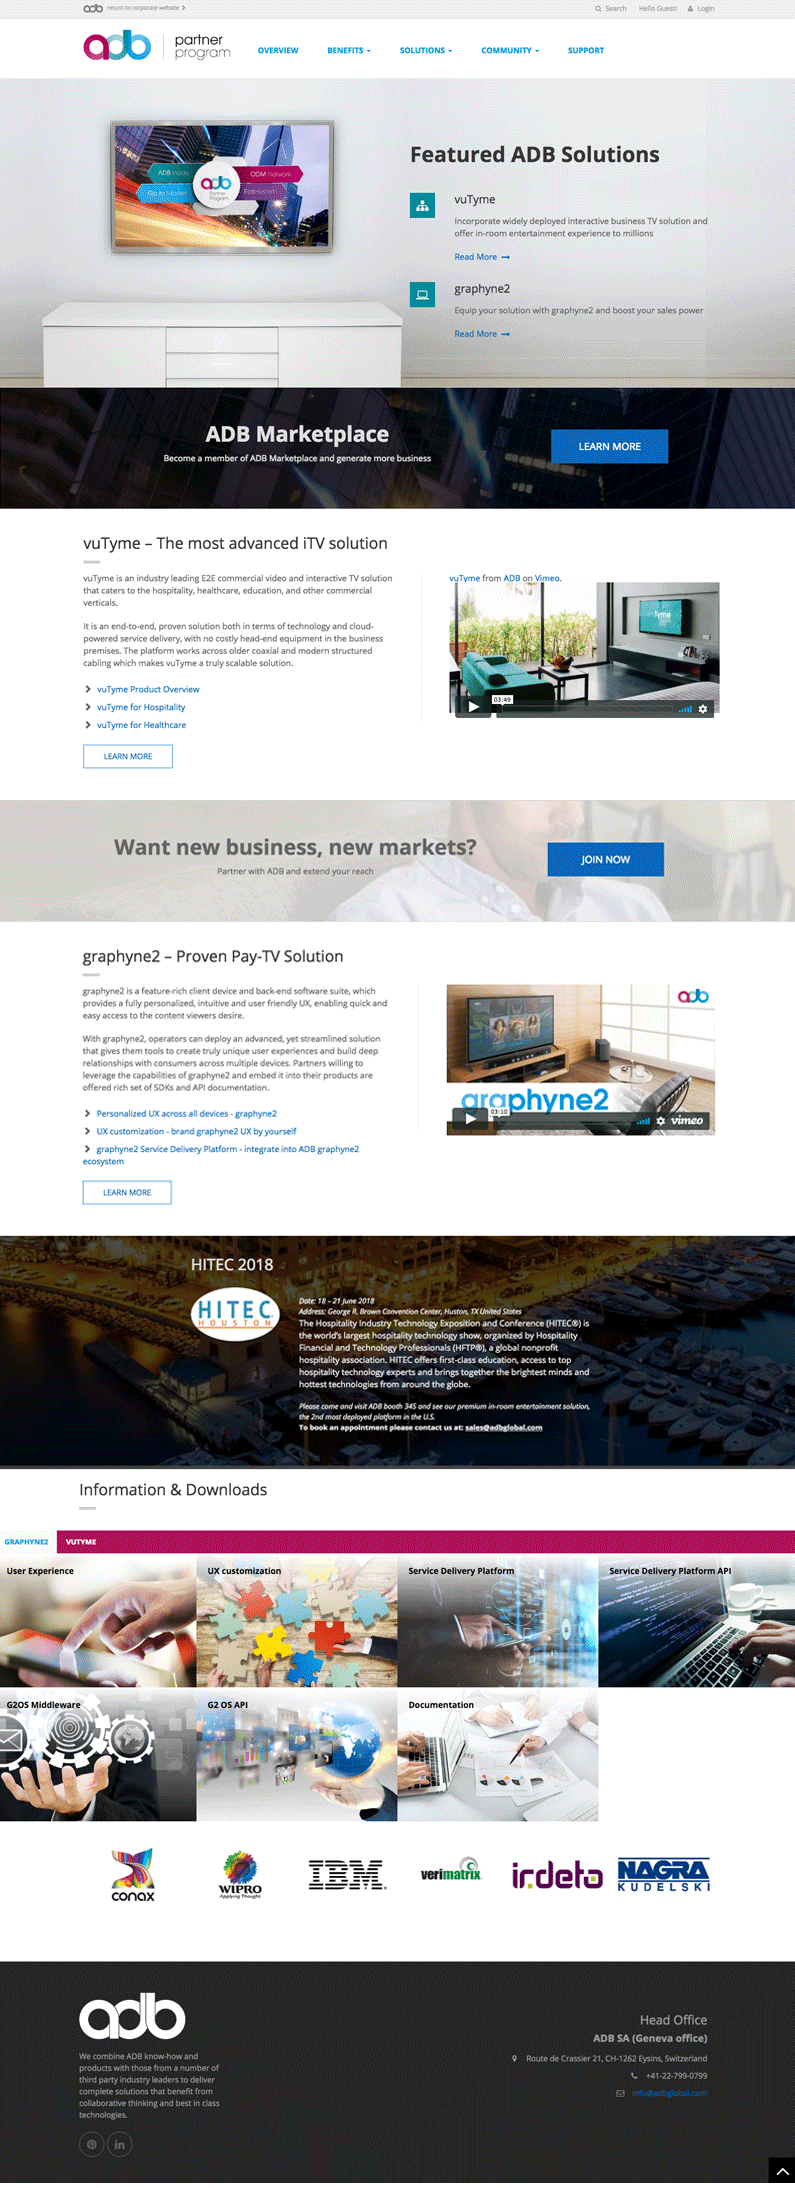 adb return to corporate website
Search Hello Guest! Login
adb partner program
OVERVIEW BENEFITS SOLUTIONS COMMUNITY SUPPORT
ADB Inside
ODM Network
adb
Partner
Program
Go to Market
Eco-system
Featured ADB Solutions
vuTyme
Incorporate widely deployed interactive business TV solution and
offer in-room entertainment experience to millions
Read More
graphyne2
Equip your solution with graphyne2 and boost your sales power
Read More
ADB Marketplace
Become a member of ADB Marketplace and generate more business
LEARN MORE
vuTyme – The most advanced iTV solution
vuTyme is an industry leading E2E commercial video and interactive TV solution
that caters to the hospitality, healthcare, education, and other commercial
verticals.
It is an end-to-end, proven solution both in terms of technology and cloud-
powered service delivery, with no costly head-end equipment in the business
premises. The platform works across older coaxial and modern structured
cabling which makes vuTyme a truly scalable solution.
vuTyme Product Overview
vuTyme for Hospitality
vuTyme for Healthcare
LEARN MORE
vuTyme from ADB on Vimeo.
03:49
Want new business, new markets?
Partner with ADB and extend your reach
JOIN NOW
graphyne2 – Proven Pay-TV Solution
graphyne2 is a feature-rich client device and back-end software suite, which
provides a fully personalized, intuitive and user friendly UX, enabling quick and
easy access to the content viewers desire.
With graphyne2, operators can deploy an advanced, yet streamlined solution
that gives them tools to create truly unique user experiences and build deep
relationships with consumers across multiple devices. Partners willing to
leverage the capabilities of graphyne2 and embed it into their products are
offered rich set of SDKs and API documentation.
Personalized UX across all devices - graphyne2
UX customization - brand graphyne2 UX by yourself
graphyne2 Service Delivery Platform - integrate into ADB graphyne2
ecosystem
LEARN MORE
adb
graphyne2
03:10
vimeo
HITEC 2018
HITEC
HOUSTON
Date: 18 – 21 June 2018
Address: George R. Brown Convention Center, Huston, TX United States
The Hospitality Industry Technology Exposition and Conference (HITEC®) is
the world's largest hospitality technology show, organized by Hospitality
Financial and Technology Professionals (HFTP®), a global nonprofit
hospitality association. HITEC offers first-class education, access to top
hospitality technology experts and brings together the brightest minds and
hottest technologies from around the globe.
Please come and visit ADB booth 345 and see our premium in-room entertainment solution,
the 2nd most deployed platform in the U.S.
To book an appointment please contact us at: sales@adbglobal.com
Information & Downloads
GRAPHYNE2 VUTYME
User Experience
UX customization
Service Delivery Platform
Service Delivery Platform API
G2OS Middleware
G2 OS API
Documentation
conax
WIPRO
Applying Thought
IBM
verimatrix
irdeto
NAGRA
KUDELSKI
adb
We combine ADB know-how and
products with those from a number of
third party industry leaders to deliver
complete solutions that benefit from
collaborative thinking and best in class
technologies.
Head Office
ADB SA (Geneva office)
Route de Crassier 21, CH-1262 Eysins, Switzerland
+41-22-799-0799
info@adbglobal.com